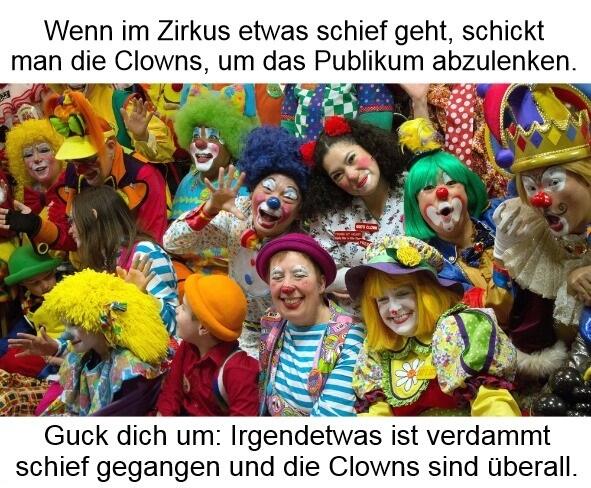 Wenn im Zirkus etwas schief geht, schickt
man die Clowns, um das Publikum abzulenken.
Guck dich um: Irgendetwas ist verdammt
schief gegangen und die Clowns sind überall.